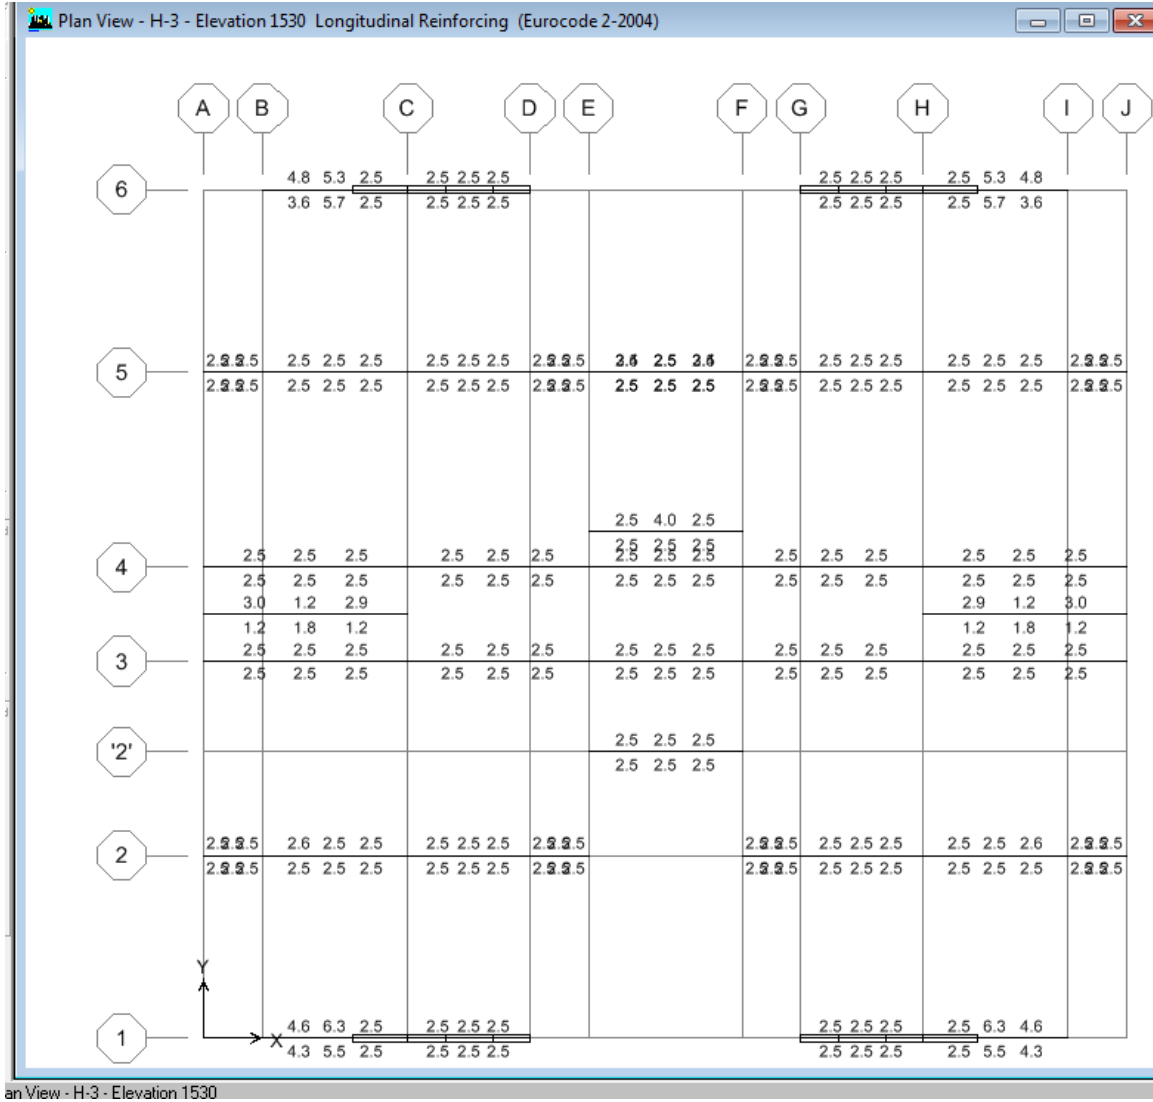 Plan View - H-3 - Elevation 1530 Longitudinal Reinforcing (Eurocode 2-2004)
A B C D E F G H I J
4.8 5.3 2.5 2.5 2.5 2.5 2.5 2.5 2.5 2.5 5.3 4.8
6
3.6 5.7 2.5 2.5 2.5 2.5 2.5 2.5 2.5 2.5 5.7 3.6
2.5 2.5 2.5 2.5 2.5 2.5 2.5 2.5 2.5 2.5 2.5 2.5 2.5 2.5
5
2.5 2.5 2.5 2.5 2.5 2.5 2.5 2.5 2.5 2.5 2.5 2.5 2.5 2.5 2.5 2.5
2.5 4.0 2.5
2.5 2.5 2.5
2.5 2.5 2.5 2.5 2.5 2.5 2.5 2.5 2.5 2.5 2.5 2.5 2.5 2.5 2.5
4
2.5 2.5 2.5 2.5 2.5 2.5 2.5 2.5 2.5 2.5 2.5 2.5 2.5 2.5 2.5
3.0 1.2 2.9 2.9 1.2 3.0
1.2 1.8 1.2 1.2 1.8 1.2
2.5 2.5 2.5 2.5 2.5 2.5 2.5 2.5 2.5 2.5 2.5 2.5 2.5 2.5 2.5
3
2.5 2.5 2.5 2.5 2.5 2.5 2.5 2.5 2.5 2.5 2.5 2.5 2.5 2.5 2.5
2.5 2.5 2.5
'2'
2.5 2.5 2.5
2.6 2.5 2.5 2.5 2.5 2.5 2.5 2.5 2.5 2.5 2.5 2.6
2
2.5 2.5 2.5 2.5 2.5 2.5 2.5 2.5 2.5 2.5 2.5 2.5
Y
4.6 6.3 2.5 2.5 2.5 2.5 2.5 2.5 2.5 2.5 6.3 4.6
1 X
4.3 5.5 2.5 2.5 2.5 2.5 2.5 2.5 2.5 2.5 5.5 4.3
an View - H-3 - Elevation 1530